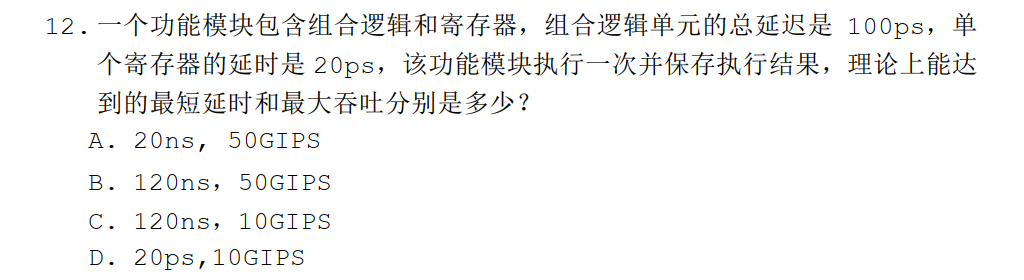 12.一个功能模块包含组合逻辑和寄存器，组合逻辑单元的总延迟是 100ps，单
个寄存器的延时是 20ps，该功能模块执行一次并保存执行结果，理论上能达
到的最短延时和最大吞吐分别是多少？
A. 20ns, 50GIPS
B. 120ns，50GIPS
C. 120ns，10GIPS
D. 20ps,10GIPS